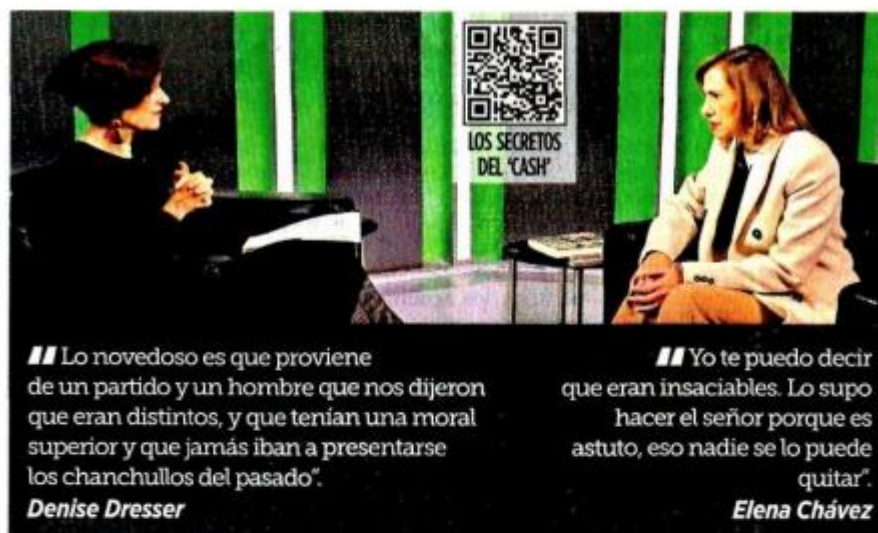 LOS SECRETOS
DEL 'CASH'
"Lo novedoso es que proviene
de un partido y un hombre que nos dijeron
que eran distintos, y que tenían una moral
superior y que jamás iban a presentarse
los chanchullos del pasado".
Denise Dresser
"Yo te puedo decir
que eran insaciables. Lo supo
hacer el señor porque es
astuto, eso nadie se lo puede
quitar".
Elena Chávez